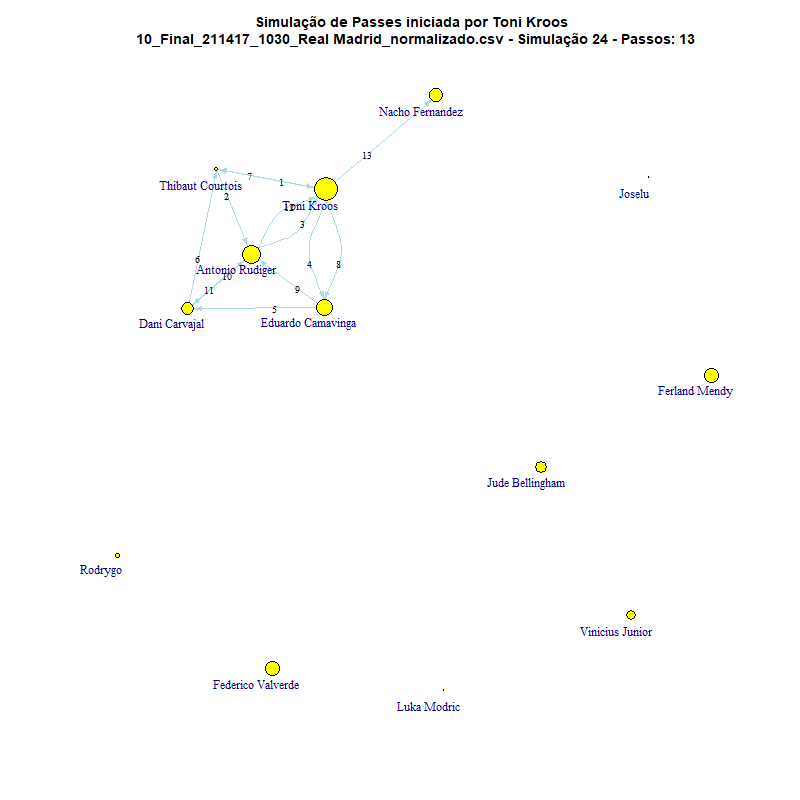 Simulação de Passes iniciada por Toni Kroos
10_Final_211417_1030_Real Madrid_normalizado.csv - Simulação 24 - Passos: 13
Nacho Fernandez
13
Thibaut Courtois
7
1
Joselu
2
Toni Kroos
12
3
6
Antonio Rudiger
4
8
10
11
9
5
Dani Carvajal
Eduardo Camavinga
Ferland Mendy
Jude Bellingham
Rodrygo
Vinicius Junior
Federico Valverde
Luka Modric